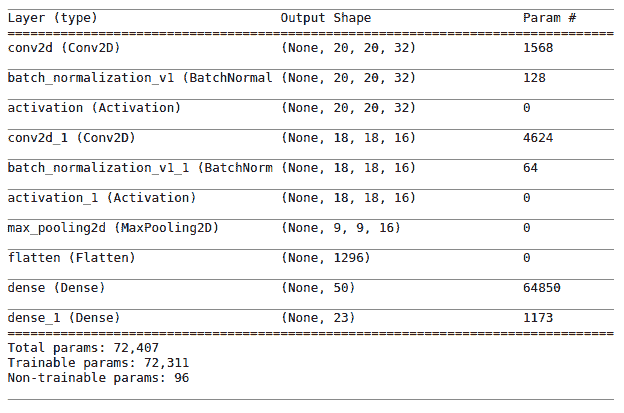 Layer (type) Output Shape Param #
=================================================================================
conv2d (Conv2D) (None, 20, 20, 32) 1568
batch_normalization_v1 (BatchNormal (None, 20, 20, 32) 128
activation (Activation) (None, 20, 20, 32) 0
conv2d_1 (Conv2D) (None, 18, 18, 16) 4624
batch_normalization_v1_1 (BatchNorm (None, 18, 18, 16) 64
activation_1 (Activation) (None, 18, 18, 16) 0
max_pooling2d (MaxPooling2D) (None, 9, 9, 16) 0
flatten (Flatten) (None, 1296) 0
dense (Dense) (None, 50) 64850
dense_1 (Dense) (None, 23) 1173
=================================================================================
Total params: 72,407
Trainable params: 72,311
Non-trainable params: 96